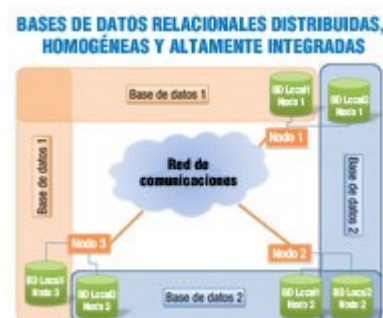 BASES DE DATOS RELACIONALES DISTRIBUIDAS,
HOMOGÉNEAS Y ALTAMENTE INTEGRADAS
Base de datos 1
BD Local1
Nodo 1
BD Local2
Nodo 1
Nodo 1
Red de
comunicaciones
Base de datos 1
Base de datos 2
Nodo 3
Nodo 2
BD Local1
Nodo 3
BD Local2
Nodo 3
Base de datos 2
BD Local1
Nodo 2
BD Local2
Nodo 2